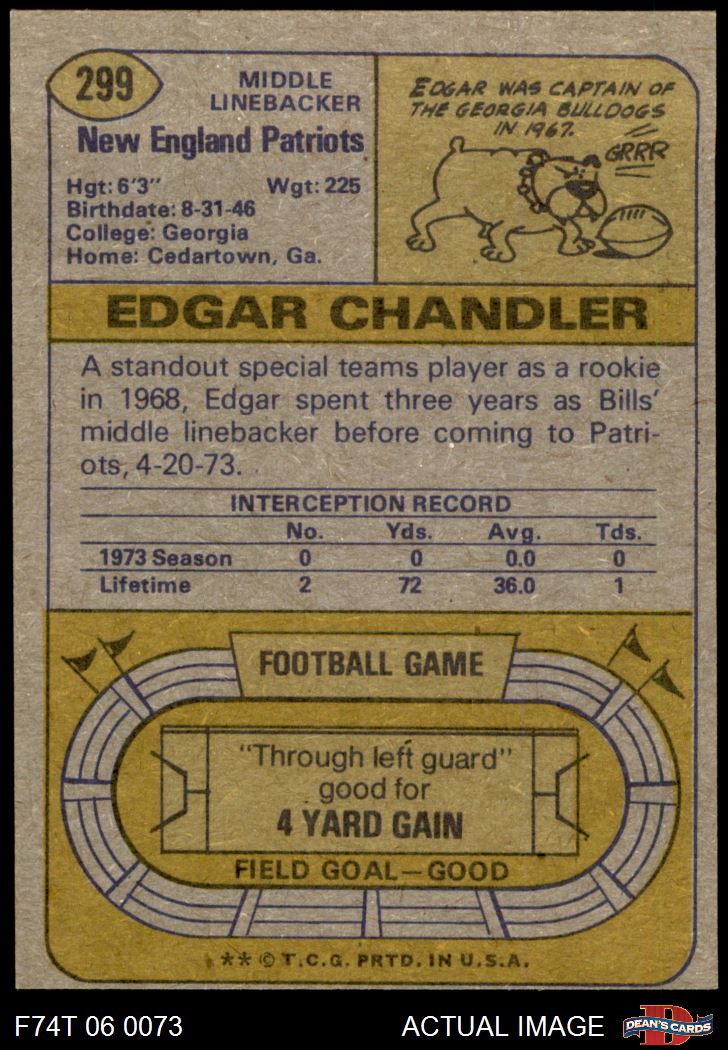 299
MIDDLE
LINEBACKER
New England Patriots
Hgt: 6'3" Wgt: 225
Birthdate: 8-31-46
College: Georgia
Home: Cedartown, Ga.
EDGAR WAS CAPTAIN OF
THE GEORGIA BULLDOGS
IN 1967.
GRRR
EDGAR CHANDLER
A standout special teams player as a rookie
in 1968, Edgar spent three years as Bills'
middle linebacker before coming to Patri-
ots, 4-20-73.
INTERCEPTION RECORD
No. Yds. Avg. Tds.
1973 Season 0 0 0.0 0
Lifetime 2 72 36.0 1
FOOTBALL GAME
"Through left guard"
good for
4 YARD GAIN
FIELD GOAL—GOOD
** © T.C.G. PRTD. IN U.S.A.
F74T 06 0073 ACTUAL IMAGE
D
DEAN'S CARDS